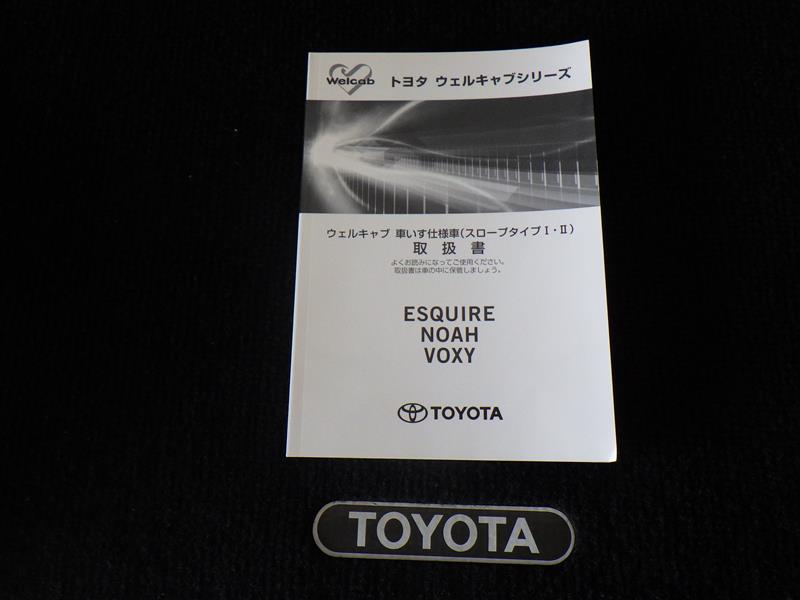 Welcab トヨタ ウェルキャブシリーズ
ウェルキャブ 車いす仕様車(スロープタイプⅠ・Ⅱ)
取扱書
よくお読みになってご使用ください。
取扱書は車の中に保管しましょう。
ESQUIRE
NOAH
VOXY
TOYOTA
TOYOTA